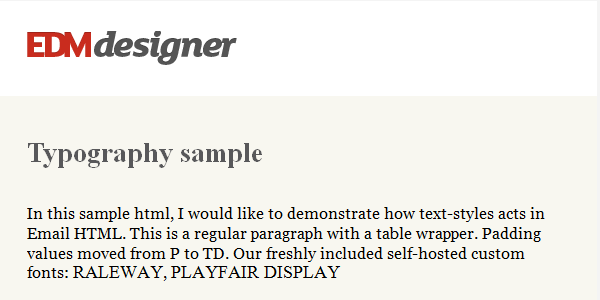 EDMdesigner
Typography sample
In this sample html, I would like to demonstrate how text-styles acts in
Email HTML. This is a regular paragraph with a table wrapper. Padding
values moved from P to TD. Our freshly included self-hosted custom
fonts: RALEWAY, PLAYFAIR DISPLAY